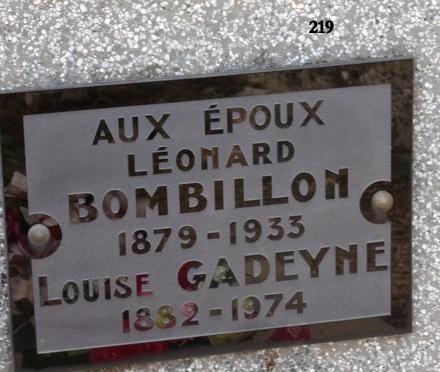 219
AUX ÉPOUX
LÉONARD
BOMBILLON
1879-1933
LOUISE GADEYNE
1882-1974